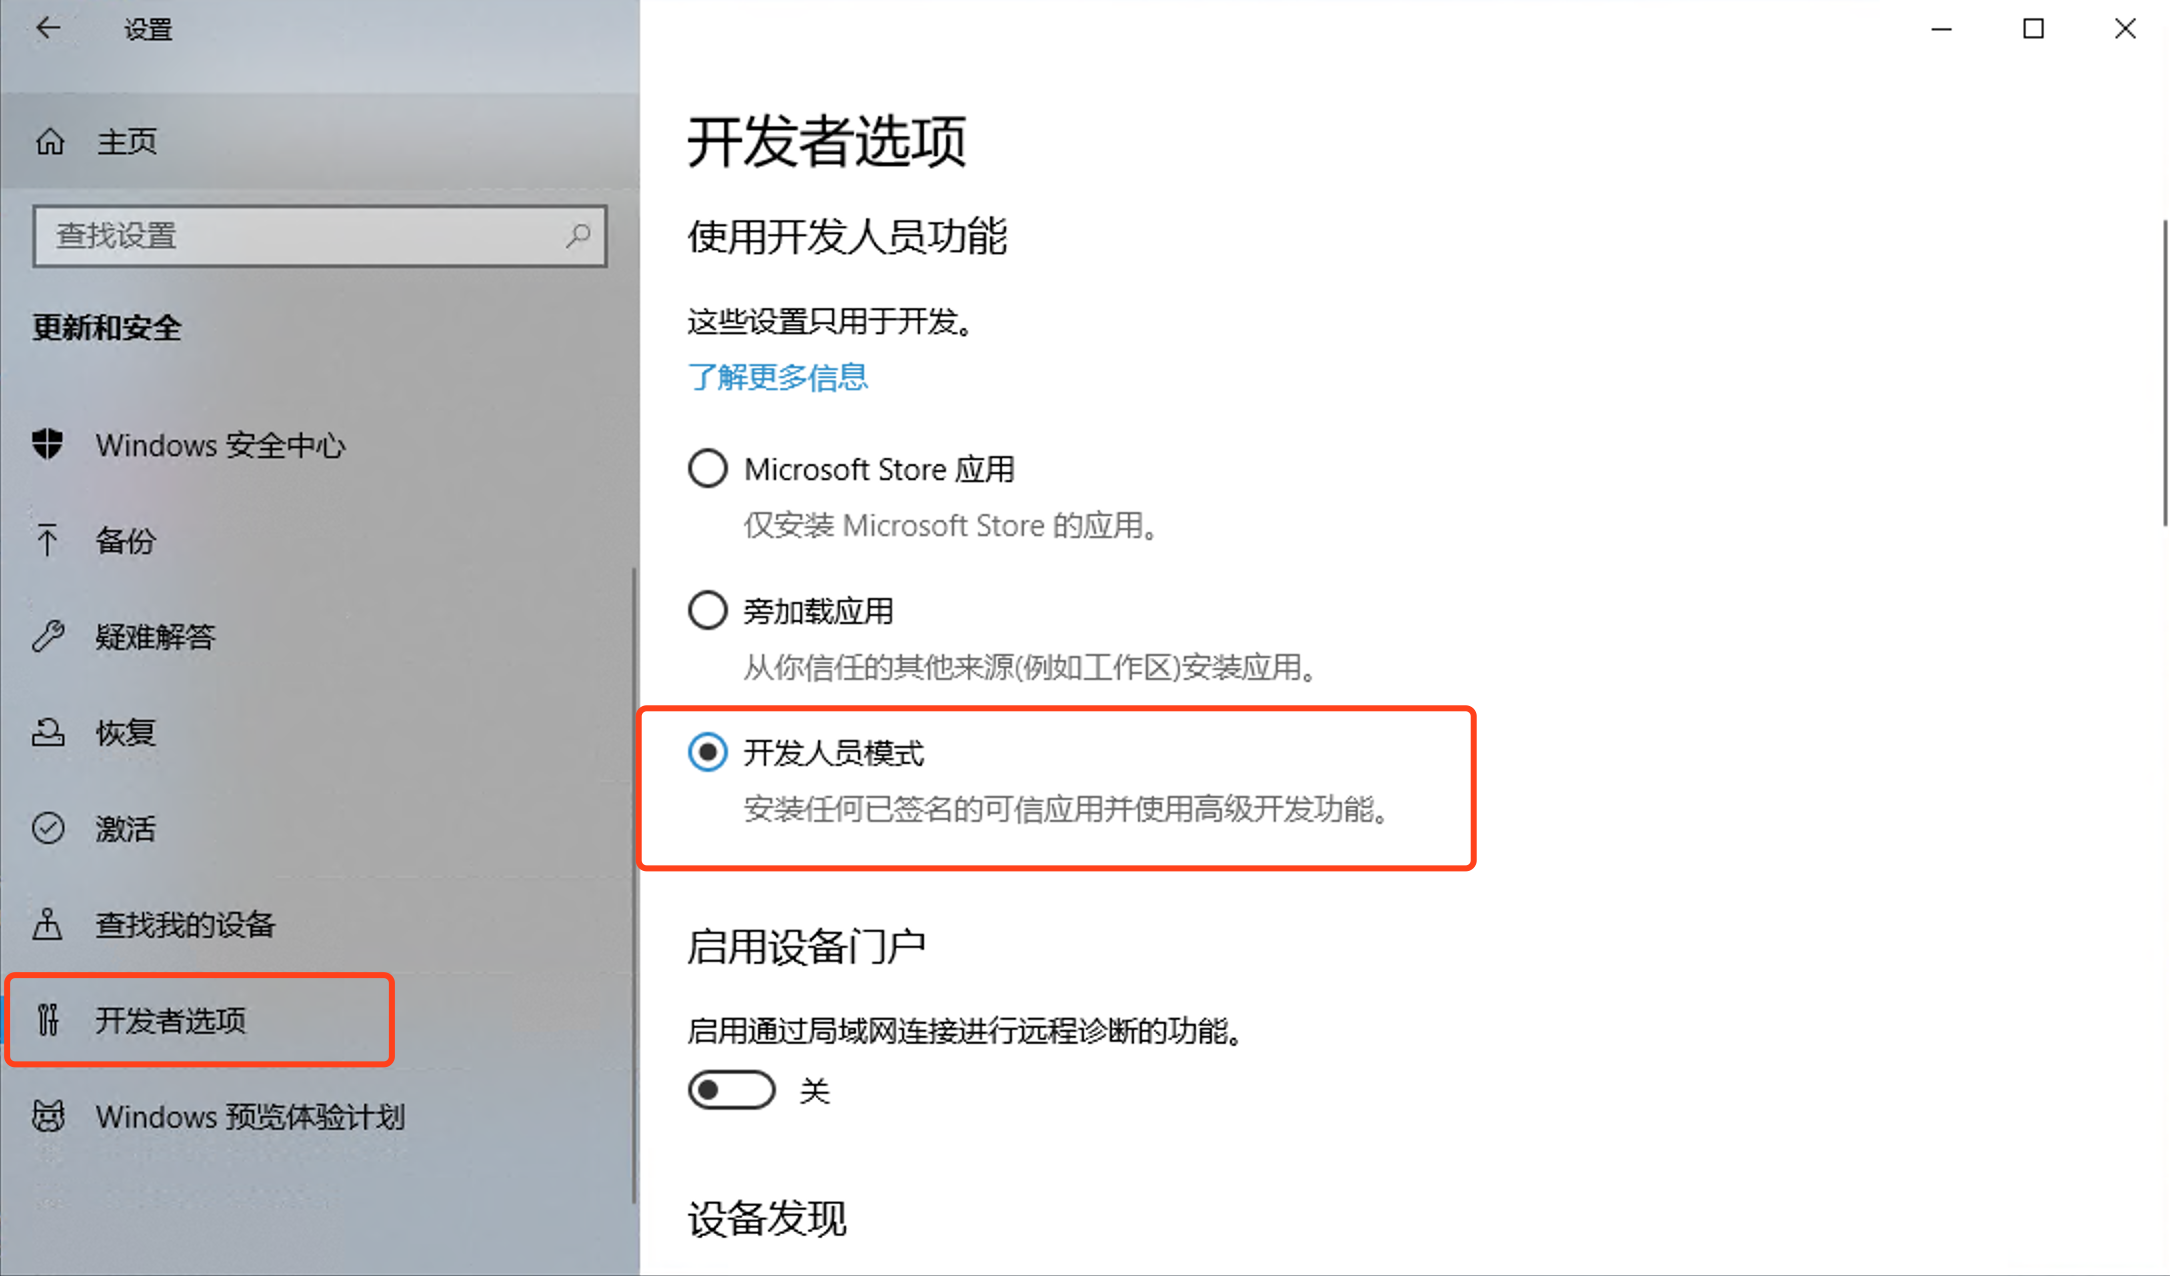 设置
主页
查找设置
更新和安全
Windows 安全中心
备份
疑难解答
恢复
激活
查找我的设备
开发者选项
Windows 预览体验计划
开发者选项
使用开发人员功能
这些设置只用于开发。
了解更多信息
Microsoft Store 应用
仅安装 Microsoft Store 的应用。
旁加载应用
从你信任的其他来源(例如工作区)安装应用。
开发人员模式
安装任何已签名的可信应用并使用高级开发功能。
启用设备门户
启用通过局域网连接进行远程诊断的功能。
关
设备发现